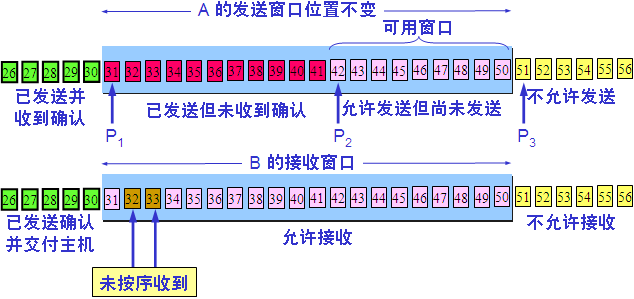 A 的发送窗口位置不变
可用窗口
26 27 28 29 30 31 32 33 34 35 36 37 38 39 40 41 42 43 44 45 46 47 48 49 50 51 52 53 54 55 56
已发送并
收到确认
已发送但未收到确认
允许发送但尚未发送
不允许发送
P1
P2
P3
B 的接收窗口
26 27 28 29 30 31 32 33 34 35 36 37 38 39 40 41 42 43 44 45 46 47 48 49 50 51 52 53 54 55 56
已发送确认
并交付主机
允许接收
不允许接收
未按序收到